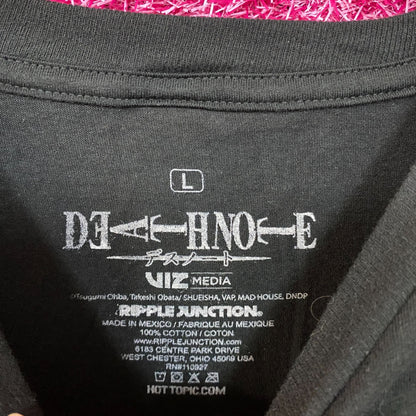 L
DEATH NOTE
デスノート
VIZ MEDIA
©Tsugumi Ohba, Takeshi Obata/ SHUEISHA, VAP, MAD HOUSE, DNDP
RIPPLE JUNCTION.
MADE IN MEXICO / FABRIQUE AU MEXIQUE
100% COTTON / COTON
www.RIPPLEJUNCTION.com
6183 CENTRE PARK DRIVE
WEST CHESTER, OHIO 45069 USA
RN#110927
HOTTOPIC.COM